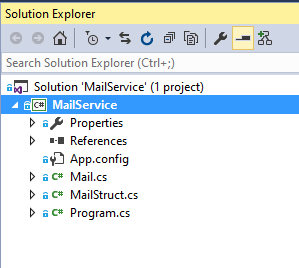 Solution Explorer
Search Solution Explorer (Ctrl+;)
Solution 'MailService' (1 project)
C# MailService
Properties
References
App.config
C# Mail.cs
C# MailStruct.cs
C# Program.cs